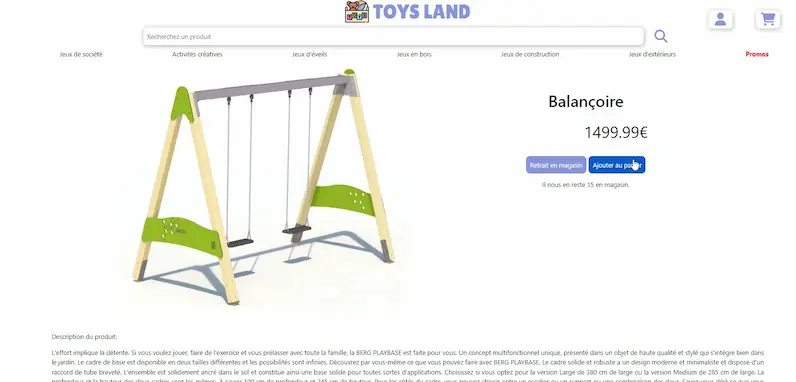 TOYS LAND
Recherchez un produit
Jeux de société Activités créatives Jeux d'éveils Jeux en bois Jeux de construction Jeux d'extérieurs Promos
Balançoire
1499.99€
Retrait en magasin Ajouter au
Il nous en reste 15 en magasin.
Description du produit:
L'effort implique la détente. Si vous voulez jouer, faire de l'exercice et vous prélasser avec toute la famille, la BERG PLAYBASE est faite pour vous. Un concept multifonctionnel unique, présenté dans un objet de haute qualité et stylé qui s'intègre bien dans
le jardin. Le cadre de base est disponible en deux tailles différentes et les possibilités sont infinies. Découvrez par vous-même ce que vous pouvez faire avec BERG PLAYBASE. Le cadre solide et robuste a un design moderne et minimaliste et dispose d'un
raccord de tube breveté. L'ensemble est solidement ancré dans le sol et constitue ainsi une base solide pour toutes sortes d'applications. Choisissez si vous optez pour la version Large de 380 cm de large ou la version Medium de 285 cm de large. La